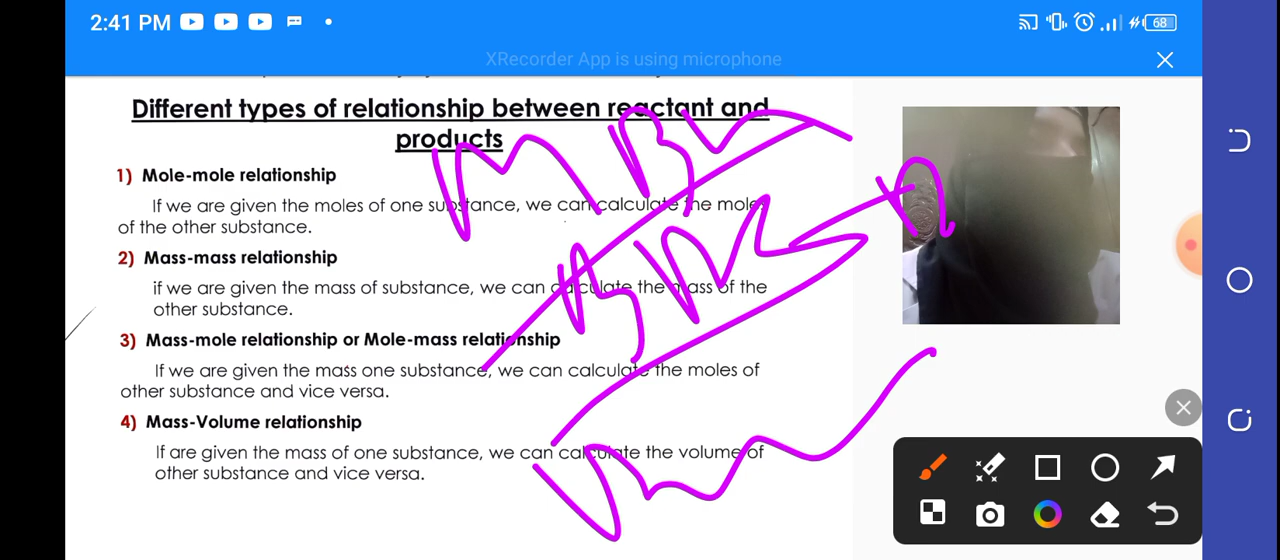 2:41 PM
68
XRecorder App is using microphone
Different types of relationship between reactant and
products
1) Mole-mole relationship
If we are given the moles of one substance, we can calculate the moles
of the other substance.
2) Mass-mass relationship
if we are given the mass of substance, we can calculate the mass of the
other substance.
3) Mass-mole relationship or Mole-mass relationship
If we are given the mass one substance, we can calculate the moles of
other substance and vice versa.
4) Mass-Volume relationship
If are given the mass of one substance, we can calculate the volume of
other substance and vice versa.